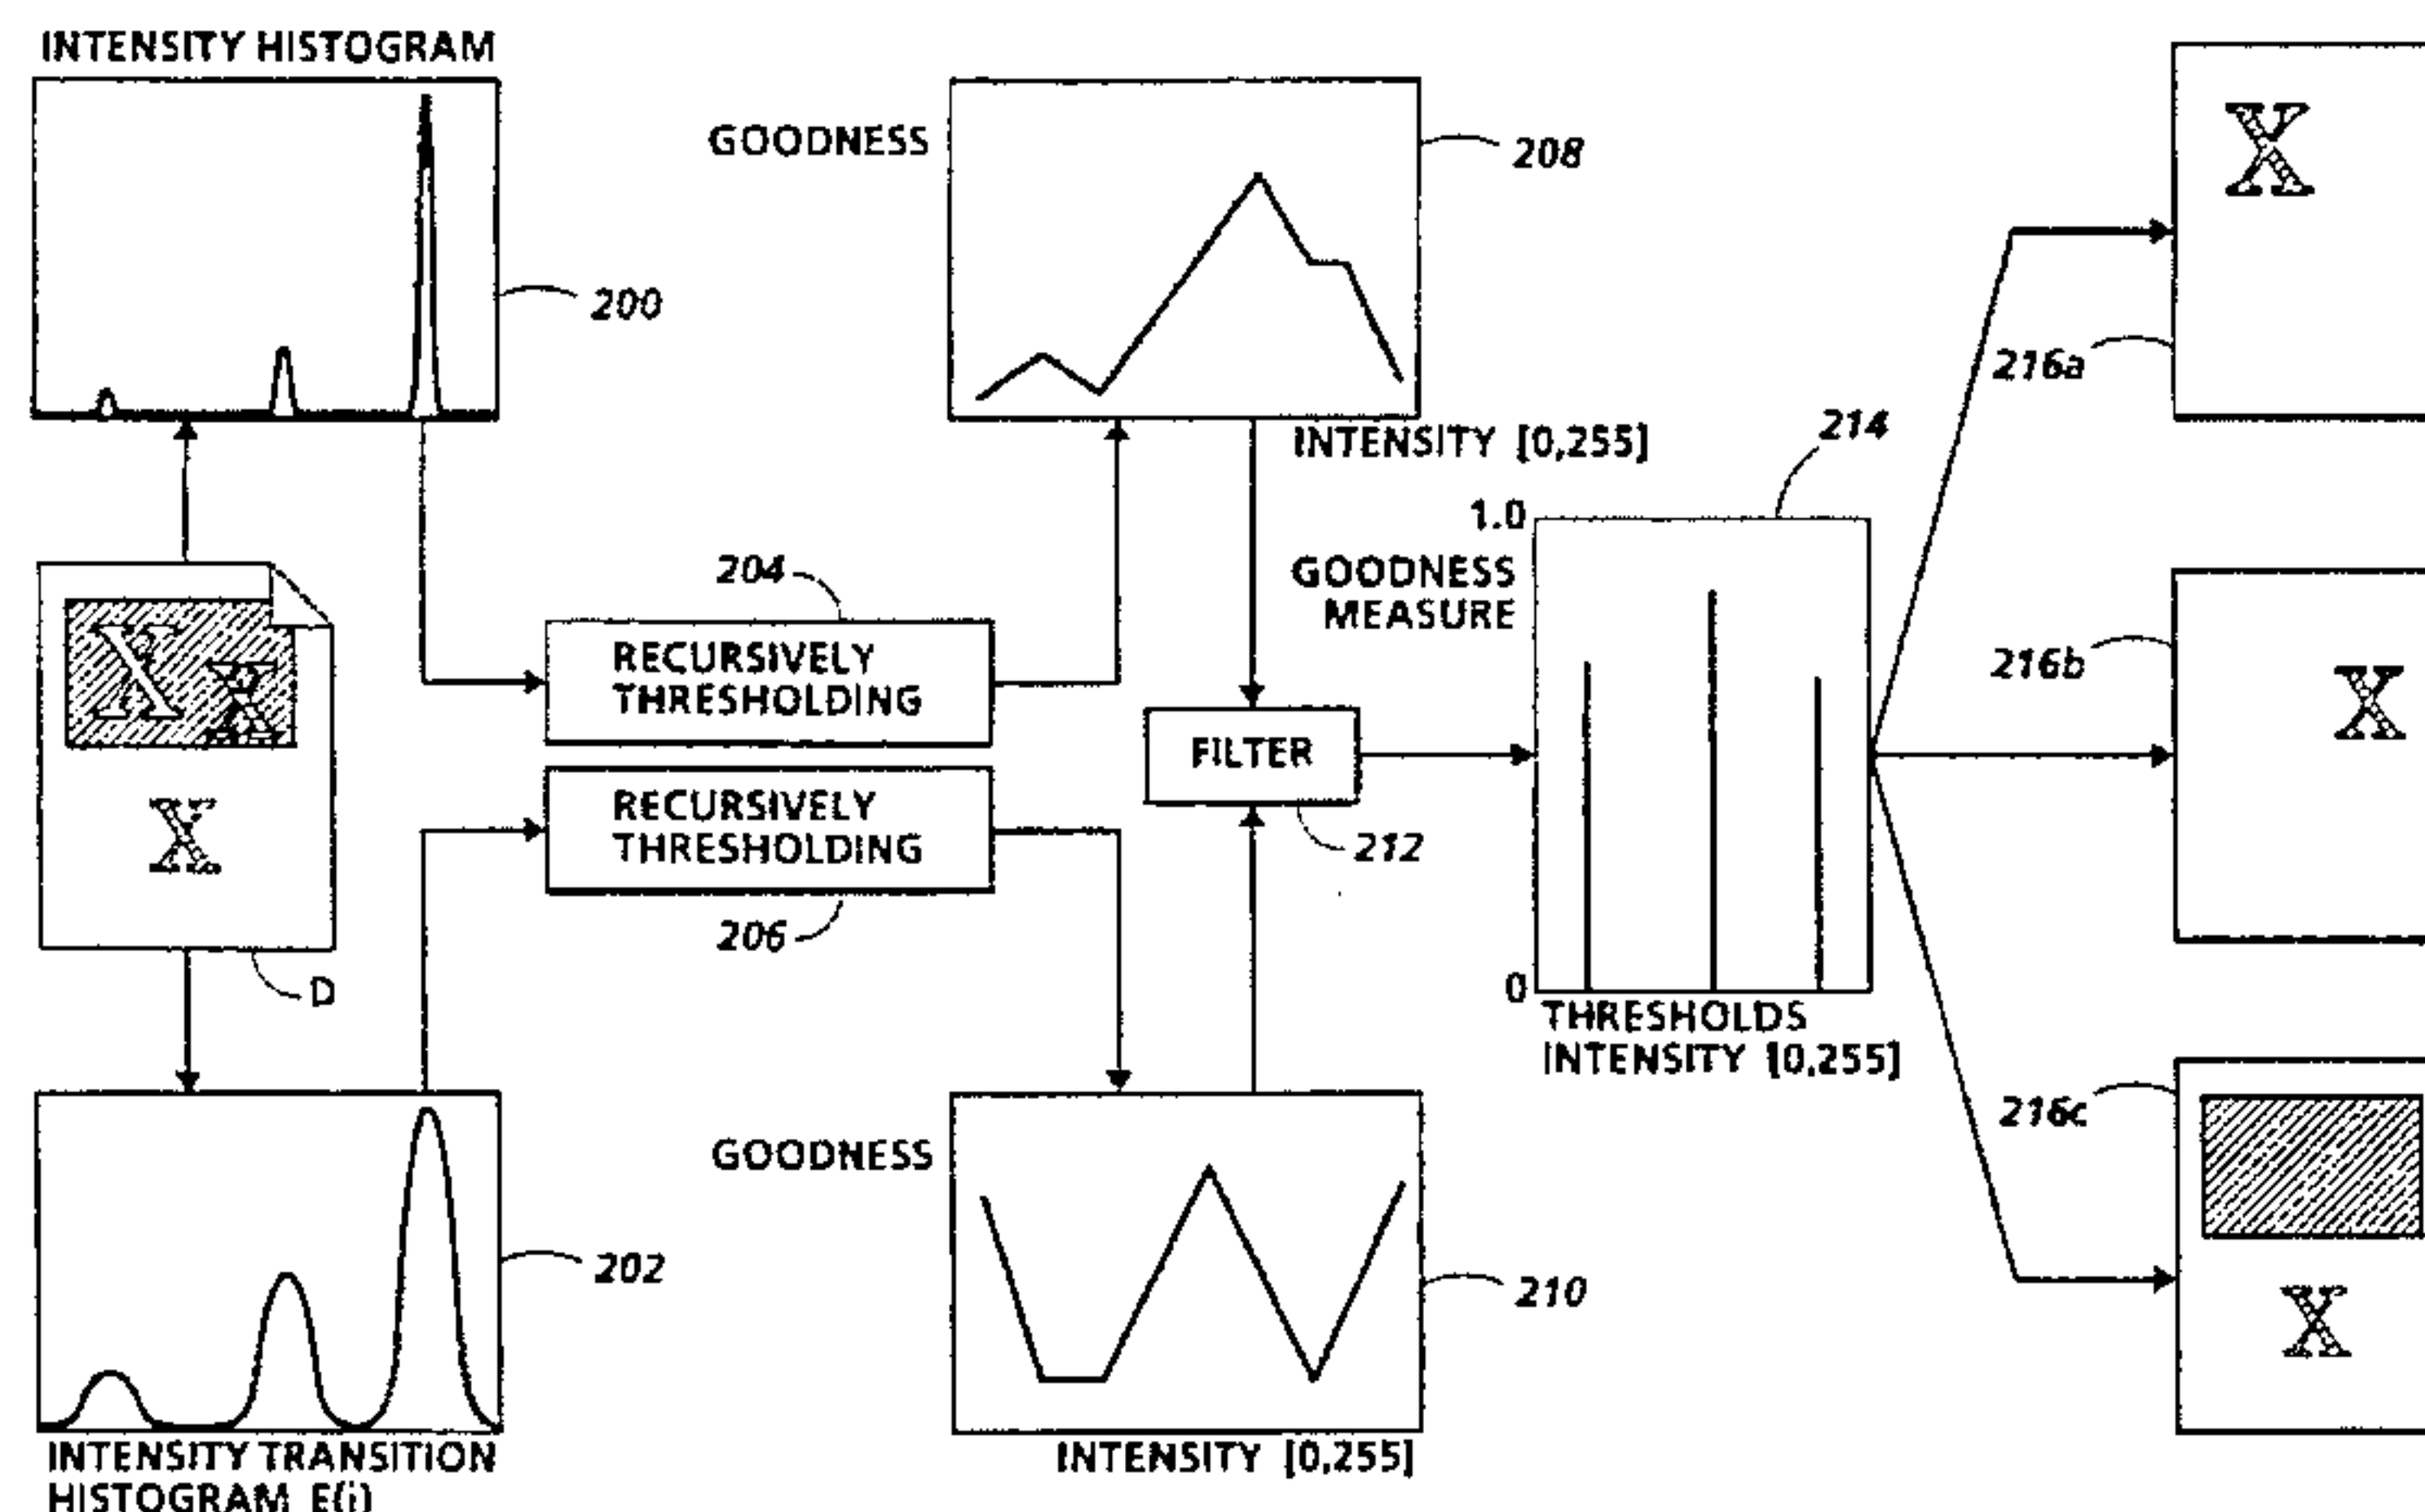 INTENSITY HISTOGRAM
200
GOODNESS
208
INTENSITY [0,255]
X
216a
214
1.0
GOODNESS
MEASURE
0
THRESHOLDS
INTENSITY [0,255]
X
X
X
D
204
RECURSIVELY
THRESHOLDING
RECURSIVELY
THRESHOLDING
206
FILTER
212
216b
X
INTENSITY TRANSITION
HISTOGRAM E(i)
202
GOODNESS
210
INTENSITY [0,255]
216c
X